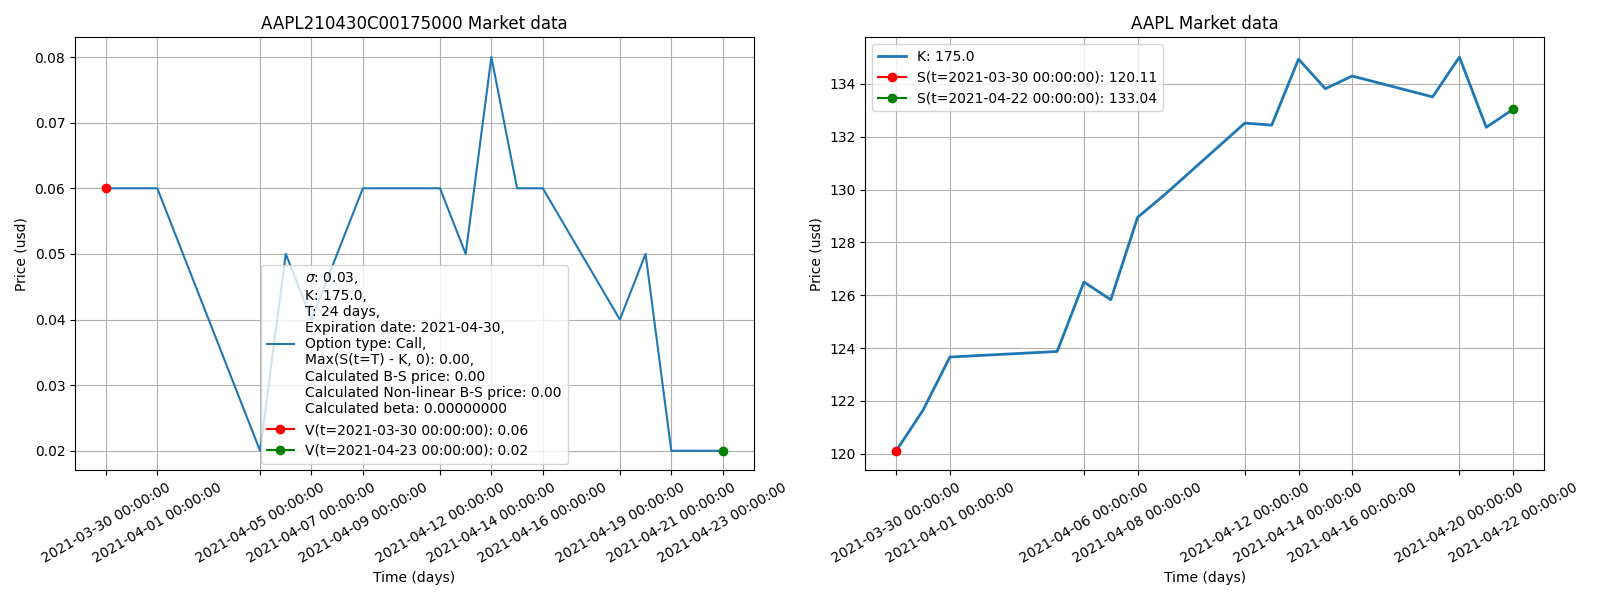 AAPL210430C00175000 Market data
0.08
0.07
0.06
0.05
0.04
0.03
0.02
Price (usd)
σ: 0.03,
K: 175.0,
T: 24 days,
Expiration date: 2021-04-30,
Option type: Call,
Max(S(t=T) - K, 0): 0.00,
Calculated B-S price: 0.00
Calculated Non-linear B-S price: 0.00
Calculated beta: 0.00000000
V(t=2021-03-30 00:00:00): 0.06
V(t=2021-04-23 00:00:00): 0.02
2021-03-30 00:00:00
2021-04-01 00:00:00
2021-04-05 00:00:00
2021-04-07 00:00:00
2021-04-09 00:00:00
2021-04-12 00:00:00
2021-04-14 00:00:00
2021-04-16 00:00:00
2021-04-19 00:00:00
2021-04-21 00:00:00
2021-04-23 00:00:00
Time (days)
AAPL Market data
K: 175.0
S(t=2021-03-30 00:00:00): 120.11
S(t=2021-04-22 00:00:00): 133.04
134
132
130
128
126
124
122
120
Price (usd)
2021-03-30 00:00:00
2021-04-01 00:00:00
2021-04-06 00:00:00
2021-04-08 00:00:00
2021-04-12 00:00:00
2021-04-14 00:00:00
2021-04-16 00:00:00
2021-04-20 00:00:00
2021-04-22 00:00:00
Time (days)